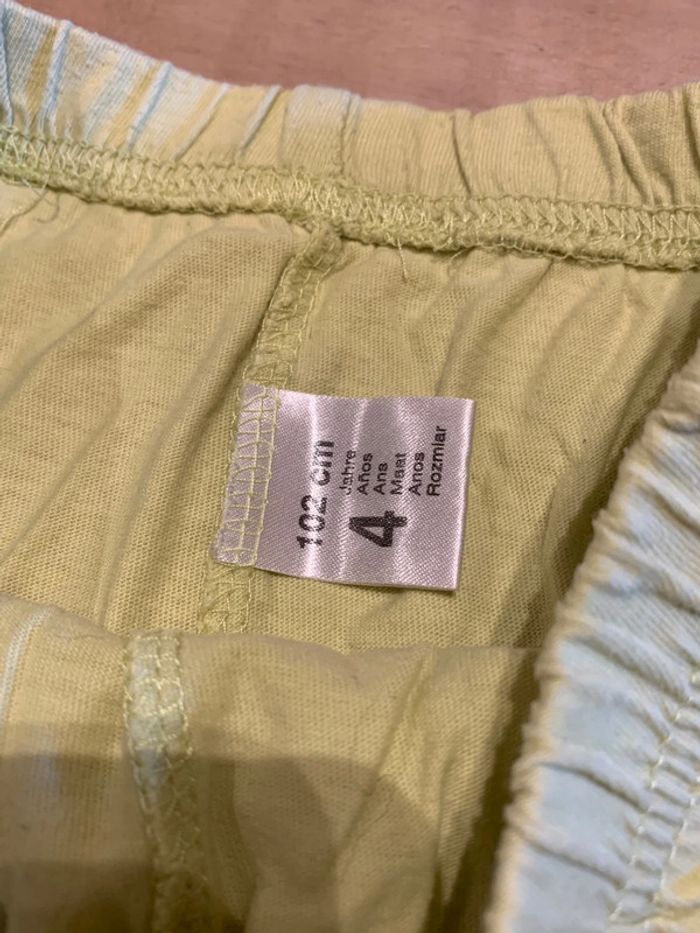 102 cm
4
Jahre
Años
Ans
Maat
Anos
Rozmiar